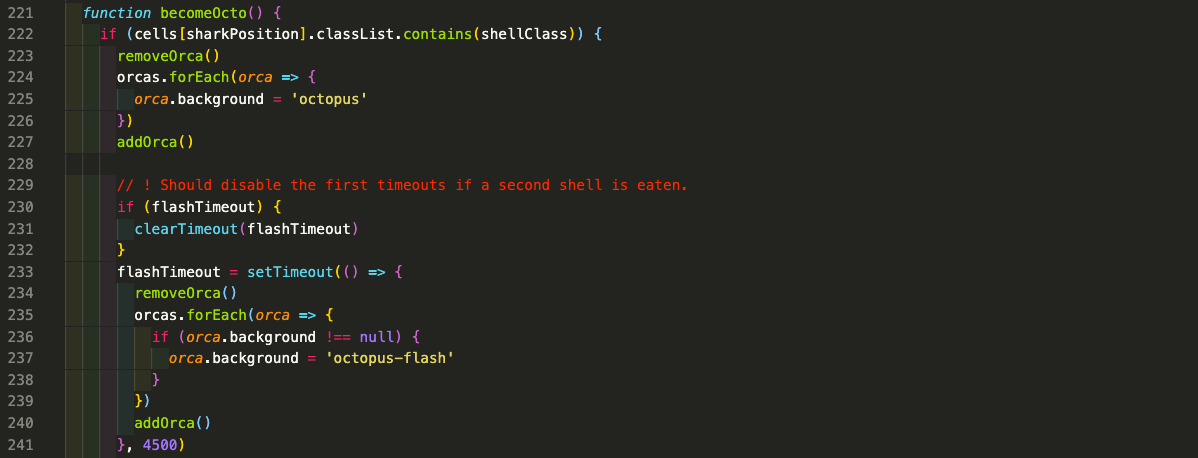 221 function becomeOcto() {
222 if (cells[sharkPosition].classList.contains(shellClass)) {
223 removeOrca()
224 orcas.forEach(orca => {
225 orca.background = 'octopus'
226 })
227 addOrca()
228
229 // ! Should disable the first timeouts if a second shell is eaten.
230 if (flashTimeout) {
231 clearTimeout(flashTimeout)
232 }
233 flashTimeout = setTimeout(() => {
234 removeOrca()
235 orcas.forEach(orca => {
236 if (orca.background !== null) {
237 orca.background = 'octopus-flash'
238 }
239 })
240 addOrca()
241 }, 4500)